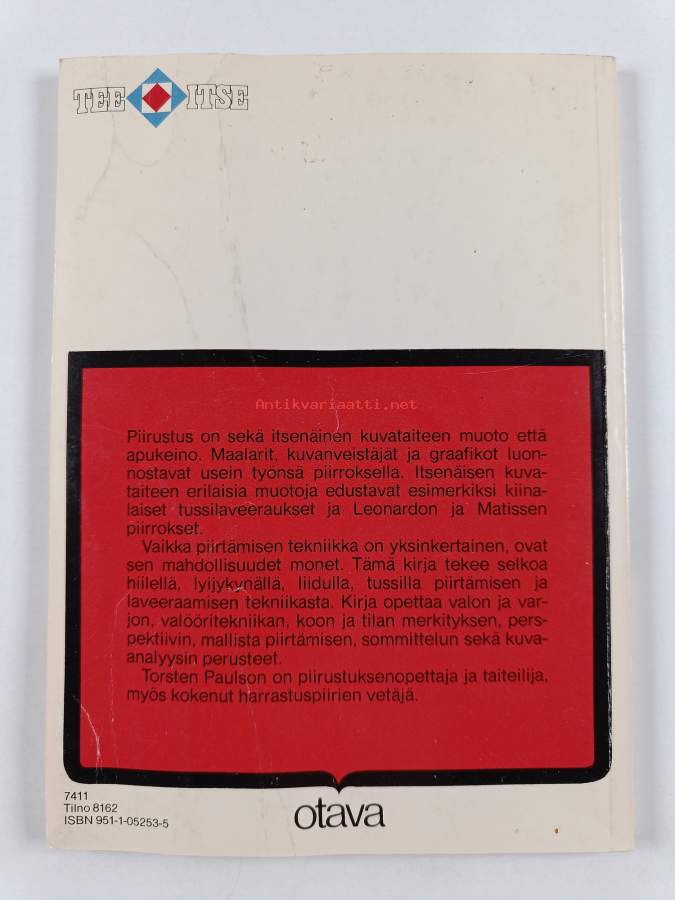 TEE ITSE
Antikvariaatti.net
Piirustus on sekä itsenäinen kuvataiteen muoto että
apukeino. Maalarit, kuvanveistäjät ja graafikot luon-
nostavat usein työnsä piirroksella. Itsenäisen kuva-
taiteen erilaisia muotoja edustavat esimerkiksi kiina-
laiset tussilaveeraukset ja Leonardon ja Matissen
piirrokset.
Vaikka piirtämisen tekniikka on yksinkertainen, ovat
sen mahdollisuudet monet. Tämä kirja tekee selkoa
hiilellä, lyijykynällä, liidulla, tussilla piirtämisen ja
laveeraamisen tekniikasta. Kirja opettaa valon ja var-
jon, valööritekniikan, koon ja tilan merkityksen, pers-
pektiivin, mallista piirtämisen, sommittelun sekä kuva-
analyysin perusteet.
Torsten Paulson on piirustuksenopettaja ja taiteilija,
myös kokenut harrastuspiirien vetäjä.
7411
Tilno 8162
ISBN 951-1-05253-5
otava